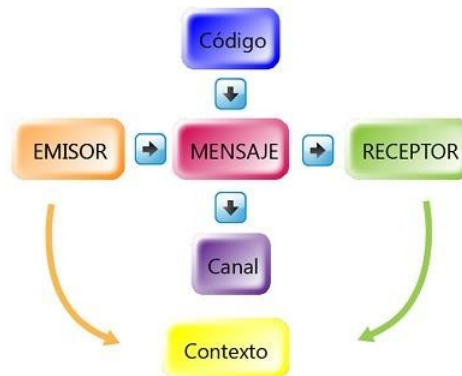 Código
EMISOR
MENSAJE
RECEPTOR
Canal
Contexto